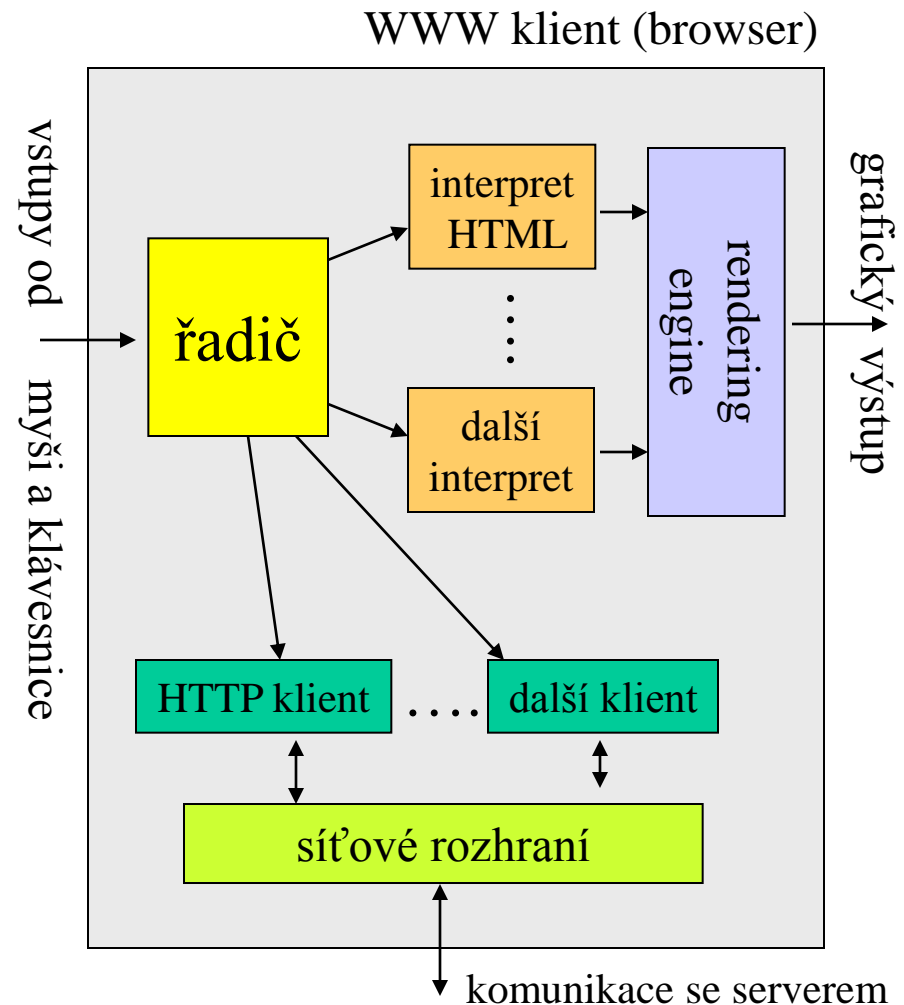 WWW klient (browser)
vstupy od myši a klávesnice
řadič
interpret
HTML
další
interpret
rendering
engine
grafický výstup
HTTP klient
další klient
síťové rozhraní
komunikace se serverem